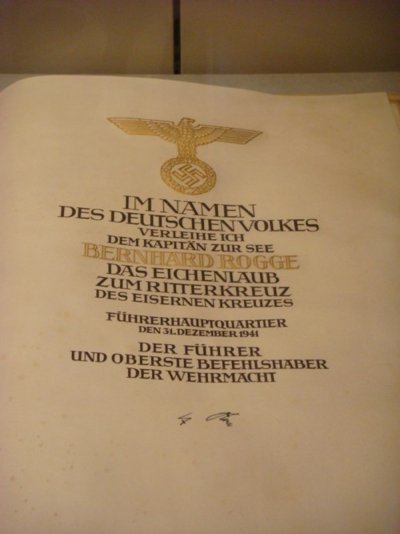 IM NAMEN
DES DEUTSCHEN VOLKES
VERLEIHE ICH
DEM KAPITÄN ZUR SEE
BERNHARD ROGGE
DAS EICHENLAUB
ZUM RITTERKREUZ
DES EISERNEN KREUZES
FÜHRERHAUPTQUARTIER
DEN 31. DEZEMBER 1941
DER FÜHRER
UND OBERSTE BEFEHLSHABER
DER WEHRMACHT